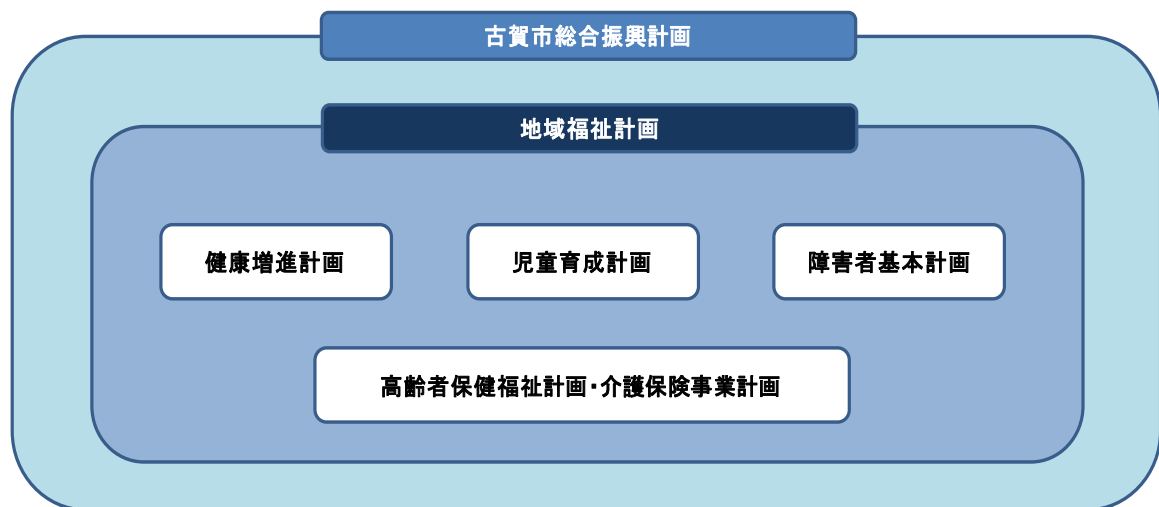 古賀市総合振興計画
地域福祉計画
健康増進計画
児童育成計画
障害者基本計画
高齢者保健福祉計画・介護保険事業計画